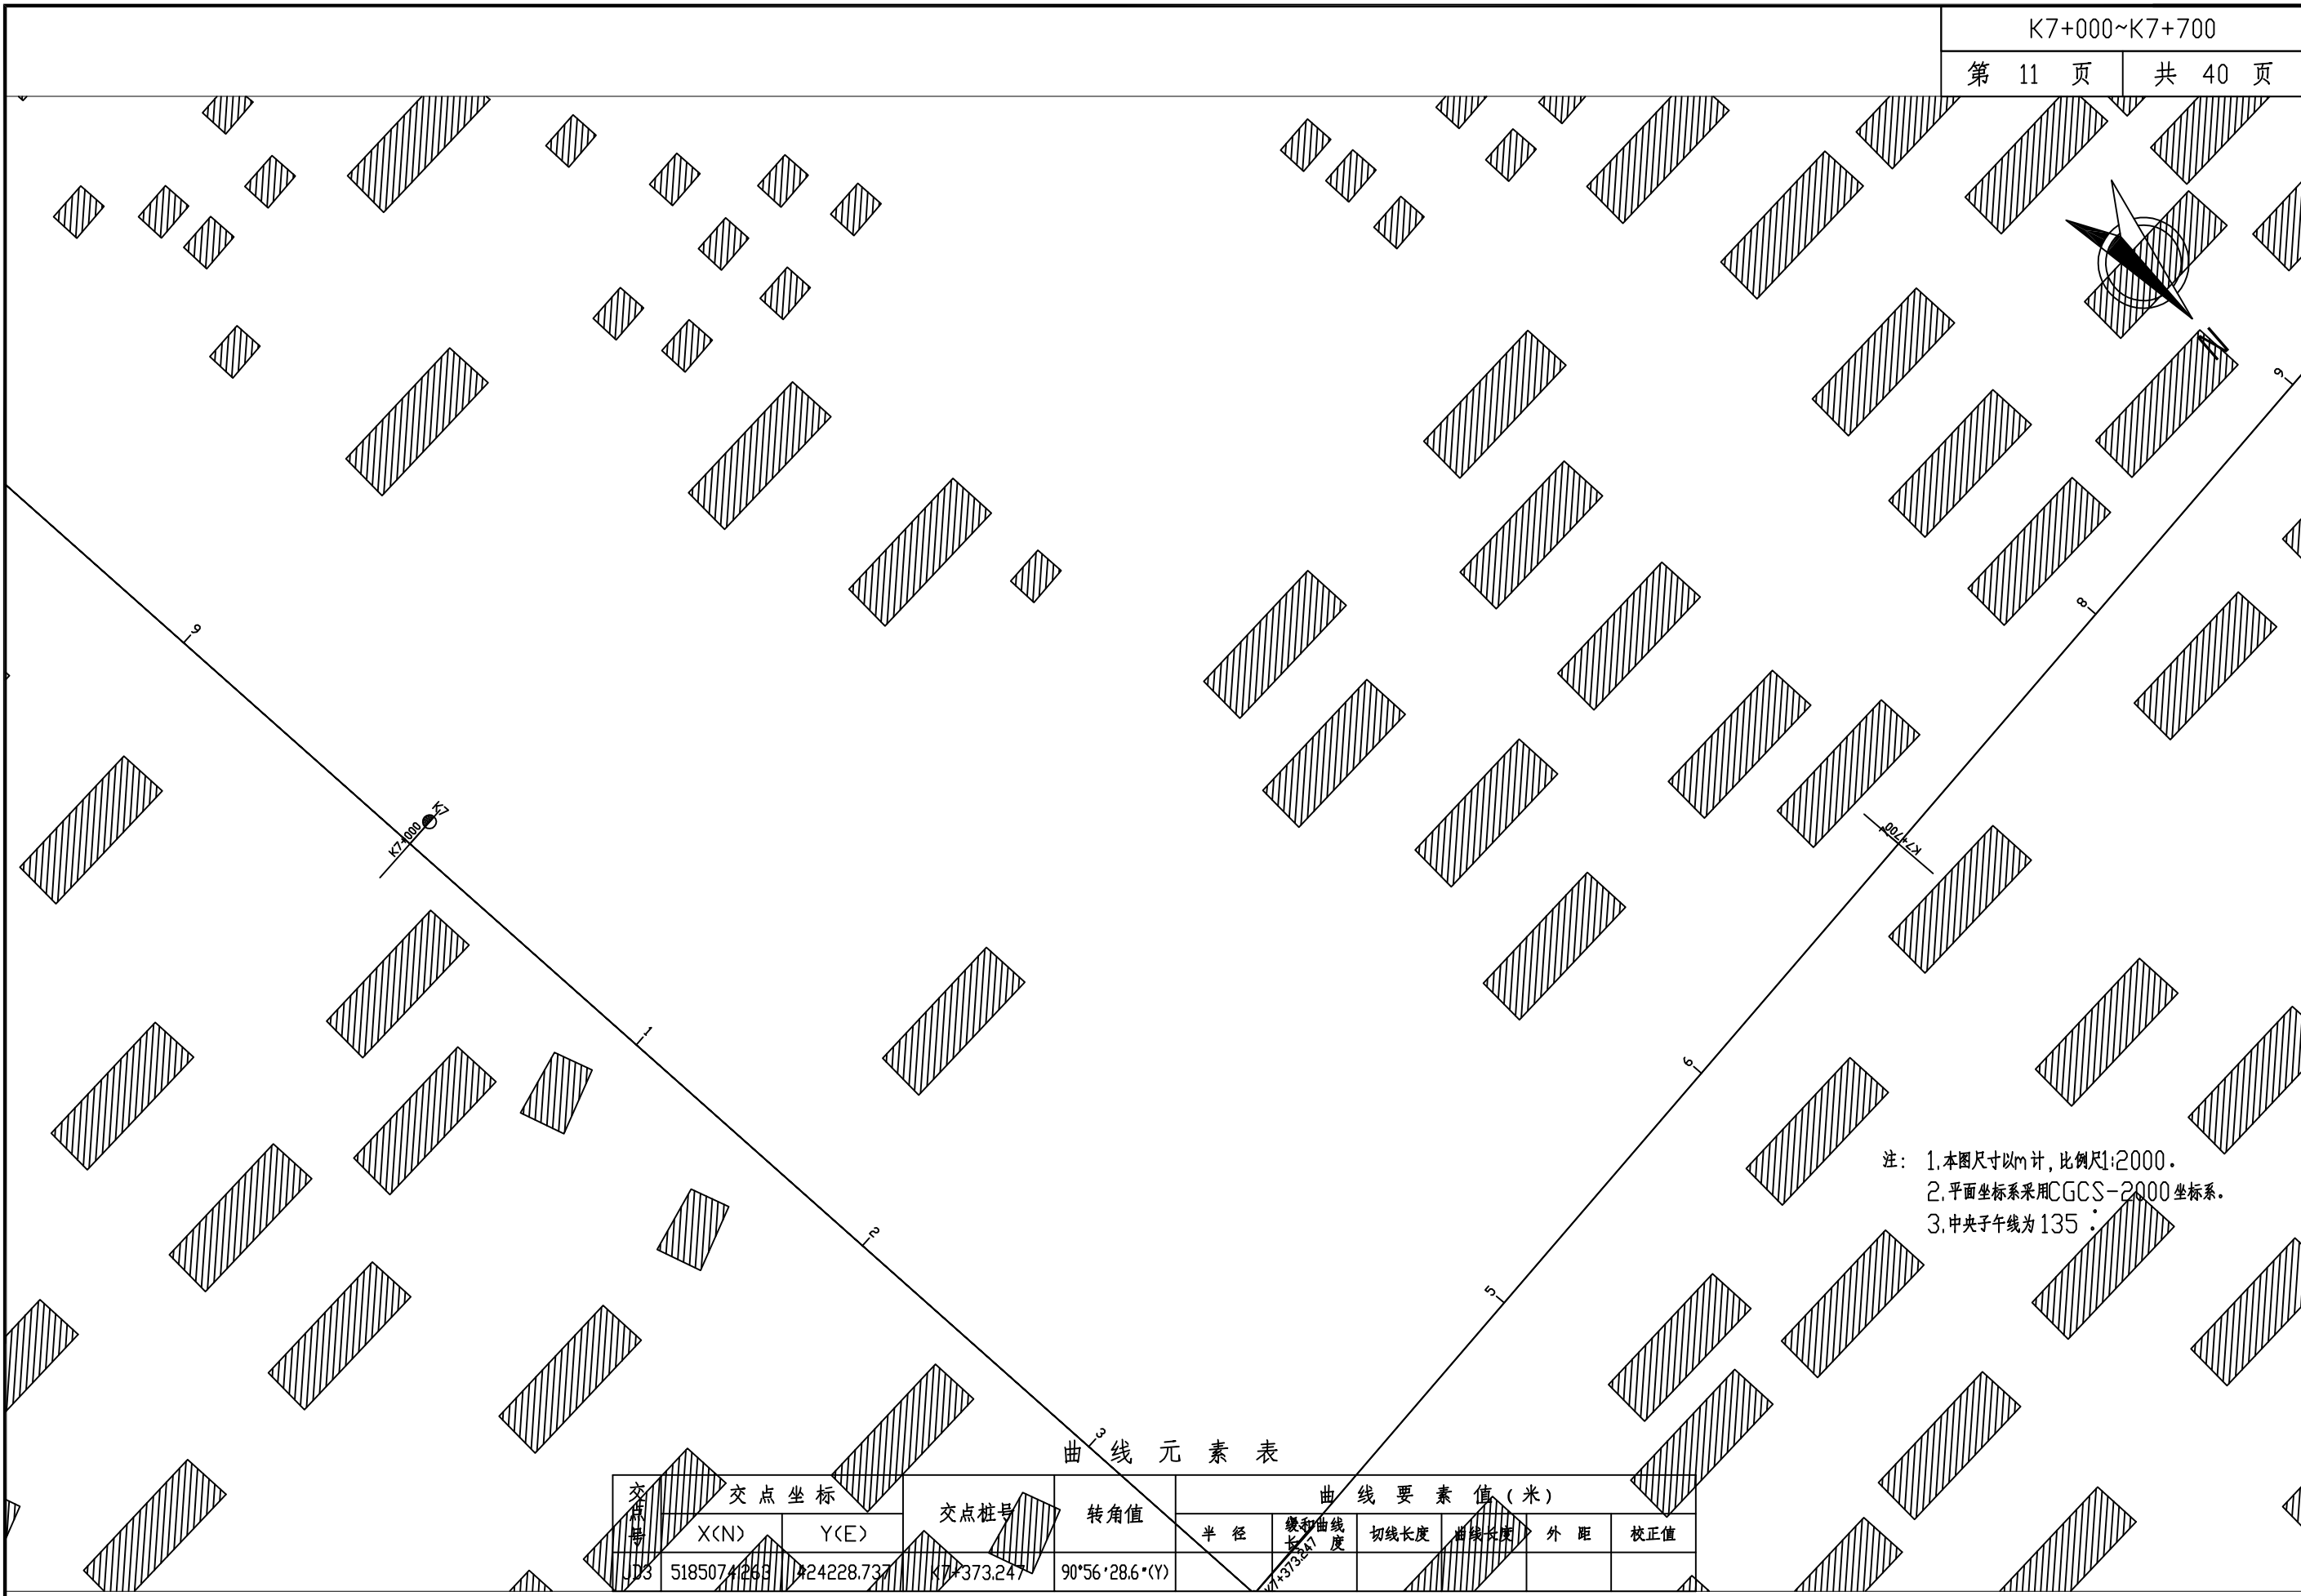 K7+000~K7+700
第 11 页 共 40 页
N
9
9
8
K7
K7+000
K7+700
1
6
注: 1.本图尺寸以m计,比例尺1:2000。
2.平面坐标系采用CGCS-2000坐标系。
3.中央子午线为135°。
2
5
3
曲 线 元 素 表
交点号 交 点 坐 标 交点桩号 转角值 曲 线 要 素 值 (米)
X(N) Y(E) 半 径 缓和曲线长 度 切线长度 曲线长度 外 距 校正值
JD3 5185074.263 424228.737 K7+373.247 90°56'28.6"(Y)
K7+373.247